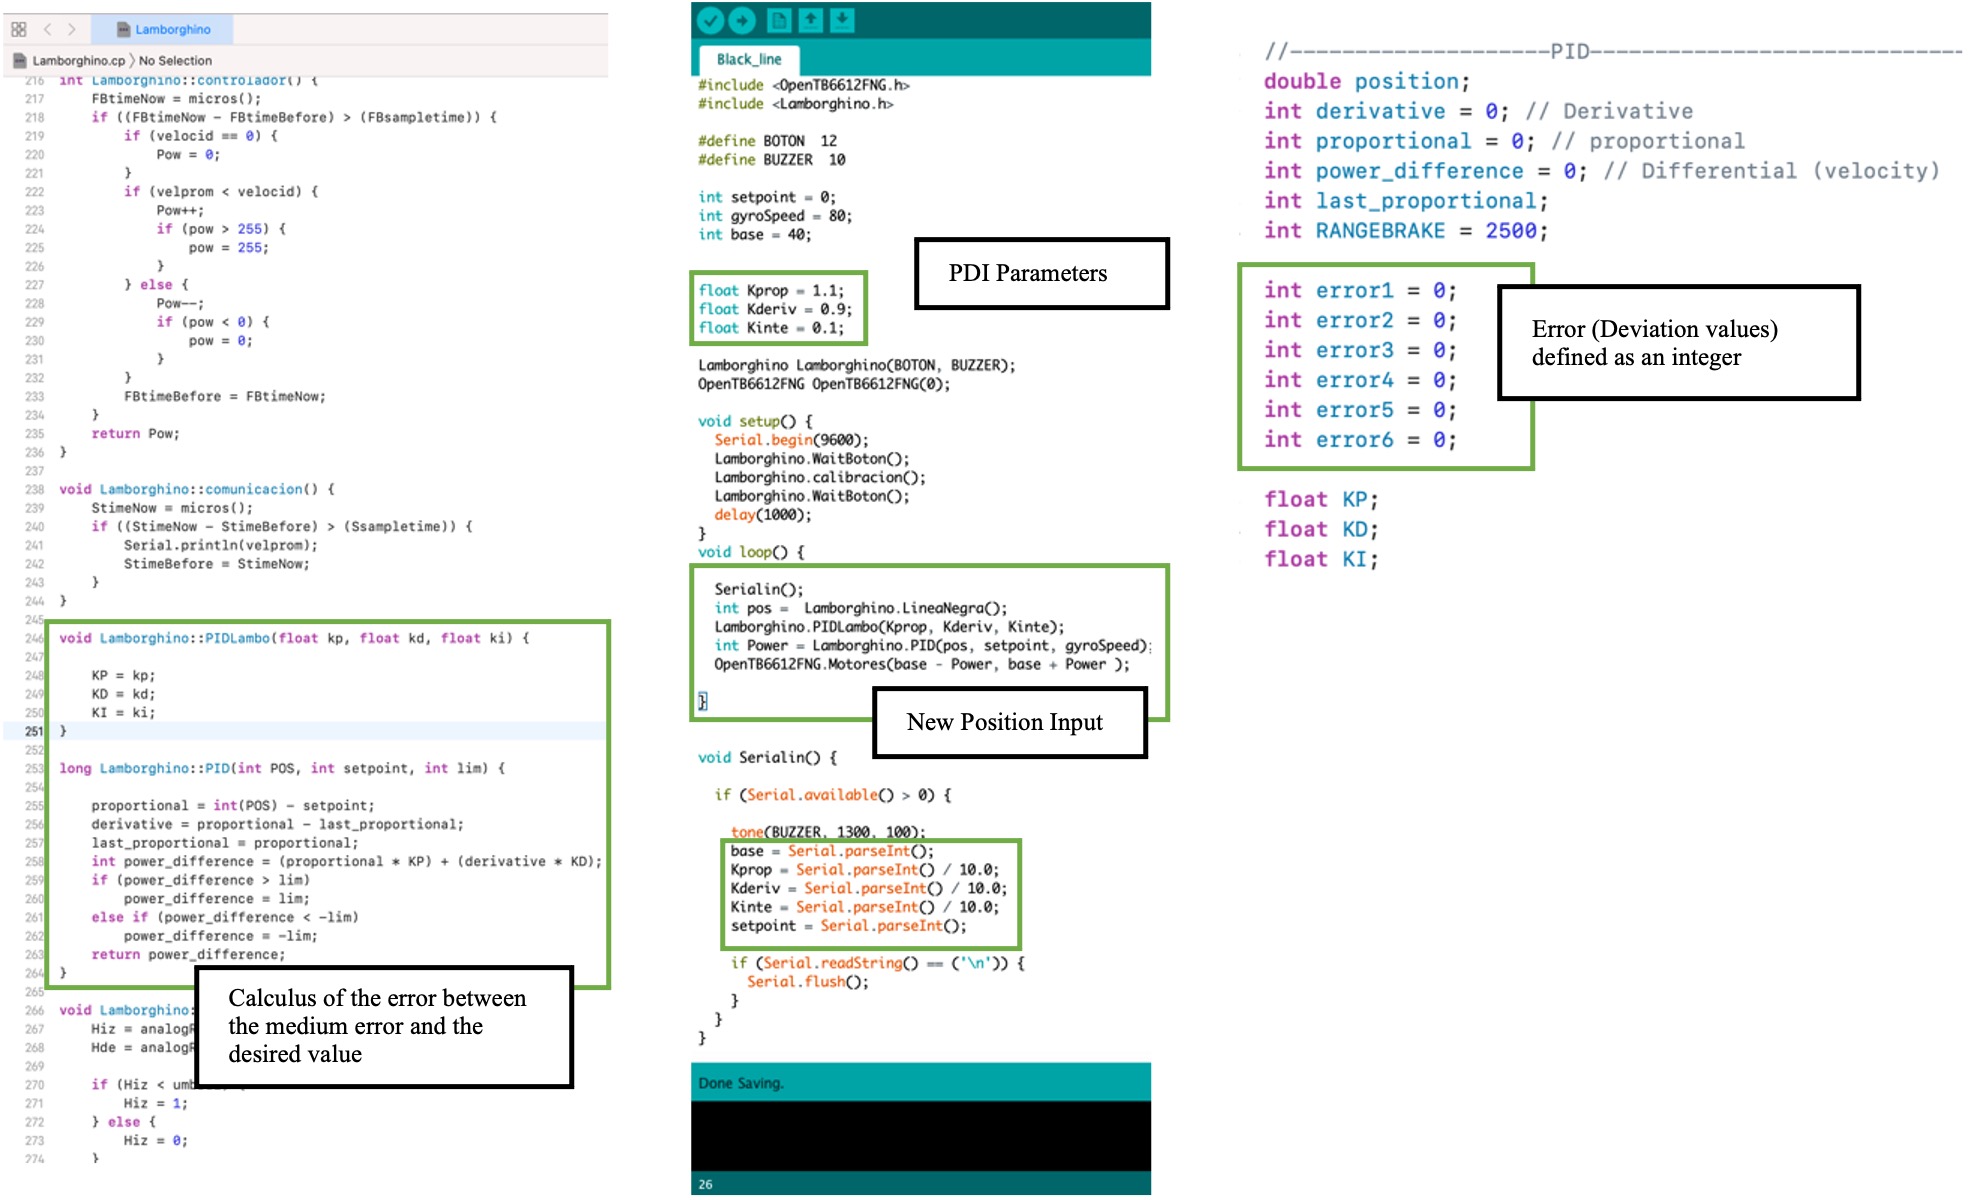 Lamborghino
Lamborghino.cp 〉No Selection
216 int Lamborghino::controlador() {
217 FBtimeNow = micros();
218 if ((FBtimeNow - FBtimeBefore) > (FBsampletime)) {
219 if (velocid == 0) {
220 Pow = 0;
221 }
222 if (velprom < velocid) {
223 Pow++;
224 if (pow > 255) {
225 pow = 255;
226 }
227 } else {
228 Pow--;
229 if (pow < 0) {
230 pow = 0;
231 }
232 }
233 FBtimeBefore = FBtimeNow;
234 }
235 return Pow;
236 }
237
238 void Lamborghino::comunicacion() {
239 StimeNow = micros();
240 if ((StimeNow - StimeBefore) > (Ssampletime)) {
241 Serial.println(velprom);
242 StimeBefore = StimeNow;
243 }
244 }
245
246 void Lamborghino::PIDLambo(float kp, float kd, float ki) {
247
248 KP = kp;
249 KD = kd;
250 KI = ki;
251 }
252
253 long Lamborghino::PID(int POS, int setpoint, int lim) {
254
255 proportional = int(POS) - setpoint;
256 derivative = proportional - last_proportional;
257 last_proportional = proportional;
258 int power_difference = (proportional * KP) + (derivative * KD);
259 if (power_difference > lim)
260 power_difference = lim;
261 else if (power_difference < -lim)
262 power_difference = -lim;
263 return power_difference;
264 }
265
266 void Lamborghino:
267 Hiz = analogR
268 Hde = analogR
269
270 if (Hiz < umb
271 Hiz = 1;
272 } else {
273 Hiz = 0;
274 }
Calculus of the error between
the medium error and the
desired value
Black_line
#include <OpenTB6612FNG.h>
#include <Lamborghino.h>
#define BOTON 12
#define BUZZER 10
int setpoint = 0;
int gyroSpeed = 80;
int base = 40;
PDI Parameters
float Kprop = 1.1;
float Kderiv = 0.9;
float Kinte = 0.1;
Lamborghino Lamborghino(BOTON, BUZZER);
OpenTB6612FNG OpenTB6612FNG(0);
void setup() {
Serial.begin(9600);
Lamborghino.WaitBoton();
Lamborghino.calibracion();
Lamborghino.WaitBoton();
delay(1000);
}
void loop() {
Serialin();
int pos = Lamborghino.LineaNegra();
Lamborghino.PIDLambo(Kprop, Kderiv, Kinte);
int Power = Lamborghino.PID(pos, setpoint, gyroSpeed);
OpenTB6612FNG.Motores(base - Power, base + Power );
}
New Position Input
void Serialin() {
if (Serial.available() > 0) {
tone(BUZZER, 1300, 100);
base = Serial.parseInt();
Kprop = Serial.parseInt() / 10.0;
Kderiv = Serial.parseInt() / 10.0;
Kinte = Serial.parseInt() / 10.0;
setpoint = Serial.parseInt();
if (Serial.readString() == ('\n')) {
Serial.flush();
}
}
}
Done Saving.
26
//--------------------PID-----------------------------
double position;
int derivative = 0; // Derivative
int proportional = 0; // proportional
int power_difference = 0; // Differential (velocity)
int last_proportional;
int RANGEBRAKE = 2500;
int error1 = 0;
int error2 = 0;
int error3 = 0;
int error4 = 0;
int error5 = 0;
int error6 = 0;
Error (Deviation values)
defined as an integer
float KP;
float KD;
float KI;